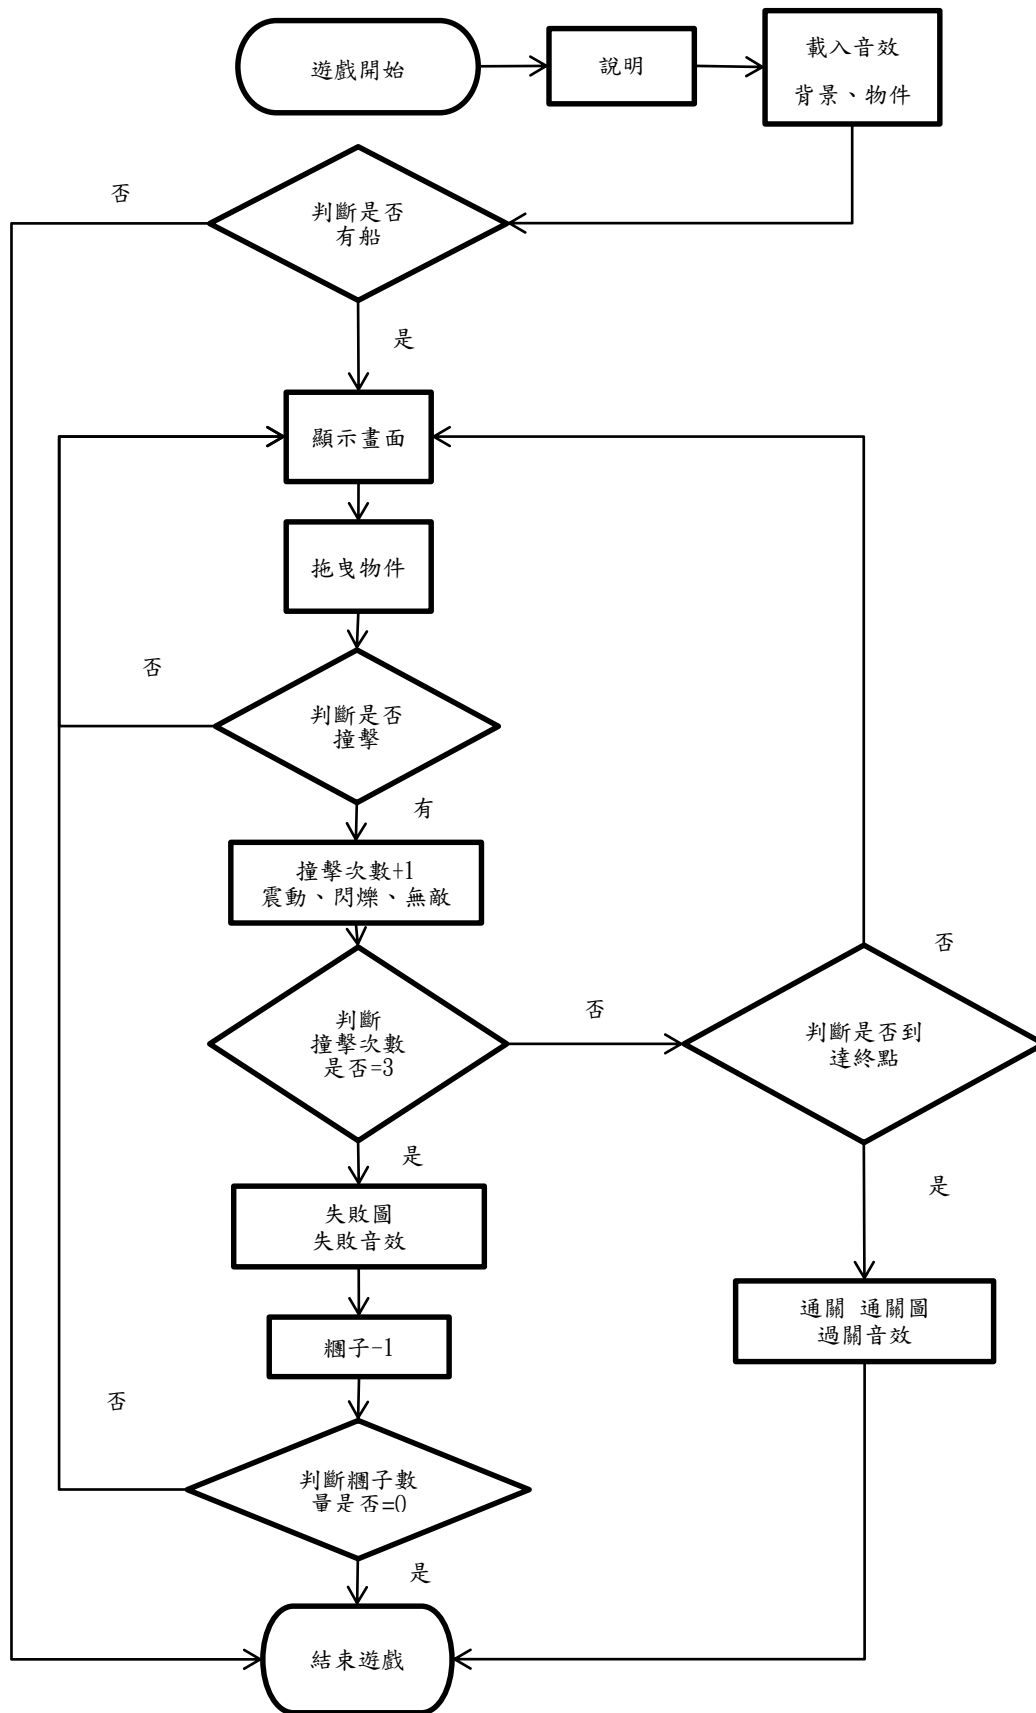 遊戲開始
說明
載入音效
背景、物件
否
判斷是否
有船
是
顯示畫面
拖曳物件
否
判斷是否
撞擊
有
撞擊次數+1
震動、閃爍、無敵
判斷
撞擊次數
是否=3
否
否
判斷是否到
達終點
是
是
失敗圖
失敗音效
通關 通關圖
過關音效
糰子-1
否
判斷糰子數
量是否=0
是
結束遊戲